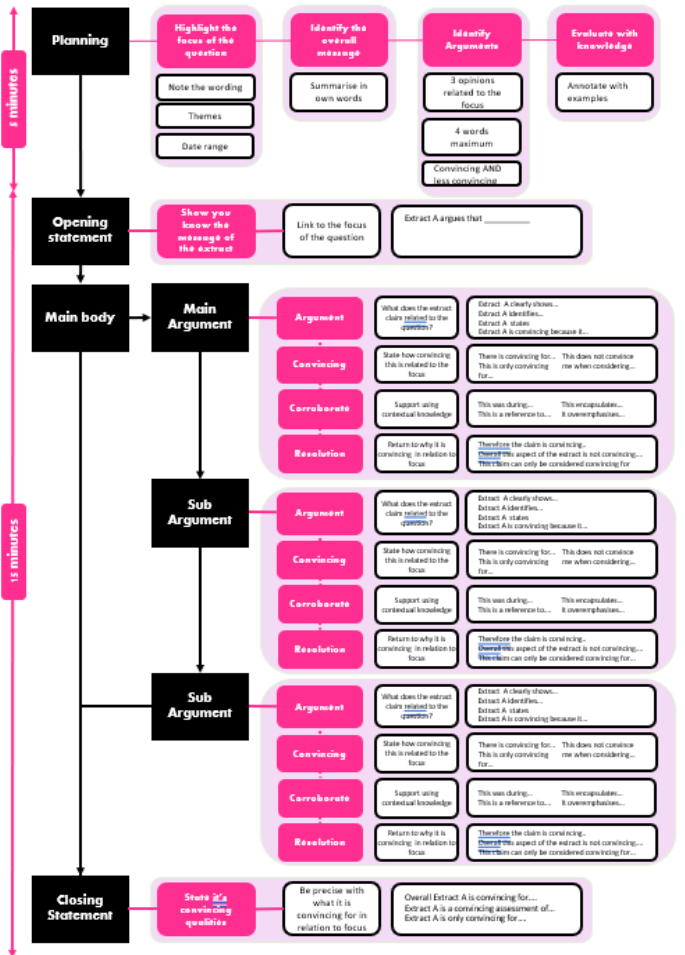 Planning
Highlight the
focus of the
question
Identify the
overall
message
Identify
Arguments
Evaluate with
knowledge
Note the wording
Themes
Date range
Summarise in
own words
3 opinions
related to the
focus
4 words
maximum
Convincing AND
less convincing
Annotate with
examples
5 minutes
Opening
statement
Show you
know the
message of
the extract
Link to the focus
of the question
Extract A argues that __________
Main body
Main
Argument
Argument
What does the extract
claim related to the
question?
Extract A clearly shows...
Extract A identifies...
Extract A states
Extract A is convincing because it...
Convincing
State how convincing
this is related to the
focus
There is convincing for... This does not convince
This is only convincing me when considering...
for...
Corroborate
Support using
contextual knowledge
This was during... This encapsulates...
This is a reference to.... It overemphasises...
Resolution
Return to why it is
convincing in relation to
focus
Therefore the claim is convincing..
Overall this aspect of the extract is not convincing....
This claim can only be considered convincing for
15 minutes
Sub
Argument
Argument
What does the extract
claim related to the
question?
Extract A clearly shows...
Extract A identifies...
Extract A states
Extract A is convincing because it...
Convincing
State how convincing
this is related to the
focus
There is convincing for... This does not convince
This is only convincing me when considering...
for...
Corroborate
Support using
contextual knowledge
This was during... This encapsulates...
This is a reference to.... It overemphasises...
Resolution
Return to why it is
convincing in relation to
focus
Therefore the claim is convincing..
Overall this aspect of the extract is not convincing....
This claim can only be considered convincing for...
Sub
Argument
Argument
What does the extract
claim related to the
question?
Extract A clearly shows...
Extract A identifies...
Extract A states
Extract A is convincing because it...
Convincing
State how convincing
this is related to the
focus
There is convincing for... This does not convince
This is only convincing me when considering...
for...
Corroborate
Support using
contextual knowledge
This was during... This encapsulates...
This is a reference to.... It overemphasises...
Resolution
Return to why it is
convincing in relation to
focus
Therefore the claim is convincing..
Overall this aspect of the extract is not convincing....
This claim can only be considered convincing for...
Closing
Statement
State it's
convincing
qualities
Be precise with
what it is
convincing for in
relation to focus
Overall Extract A is convincing for....
Extract A is a convincing assessment of...
Extract A is only convincing for....